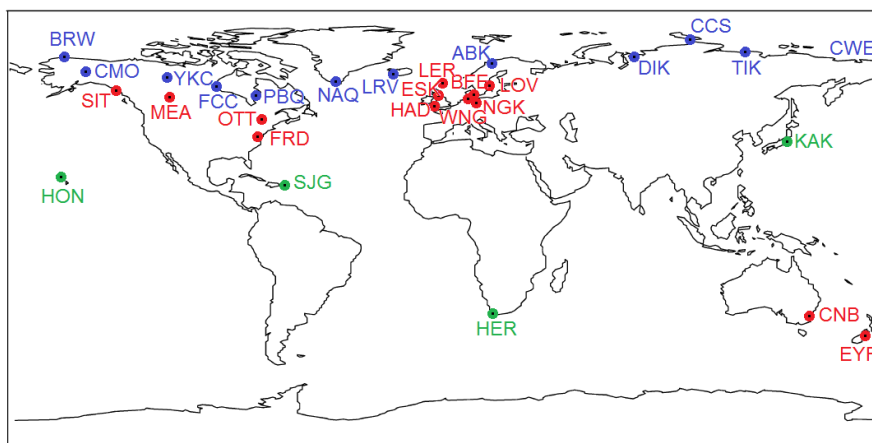 CCS
BRW
ABK
CWE
CMO
YKC
LER
BFE
DIK
TIK
LRV
LOV
FCC
PBQ
NAQ
ESK
SIT
MEA
HAD
NGK
OTT
WNG
FRD
KAK
HON
SJG
CNB
HER
EYR